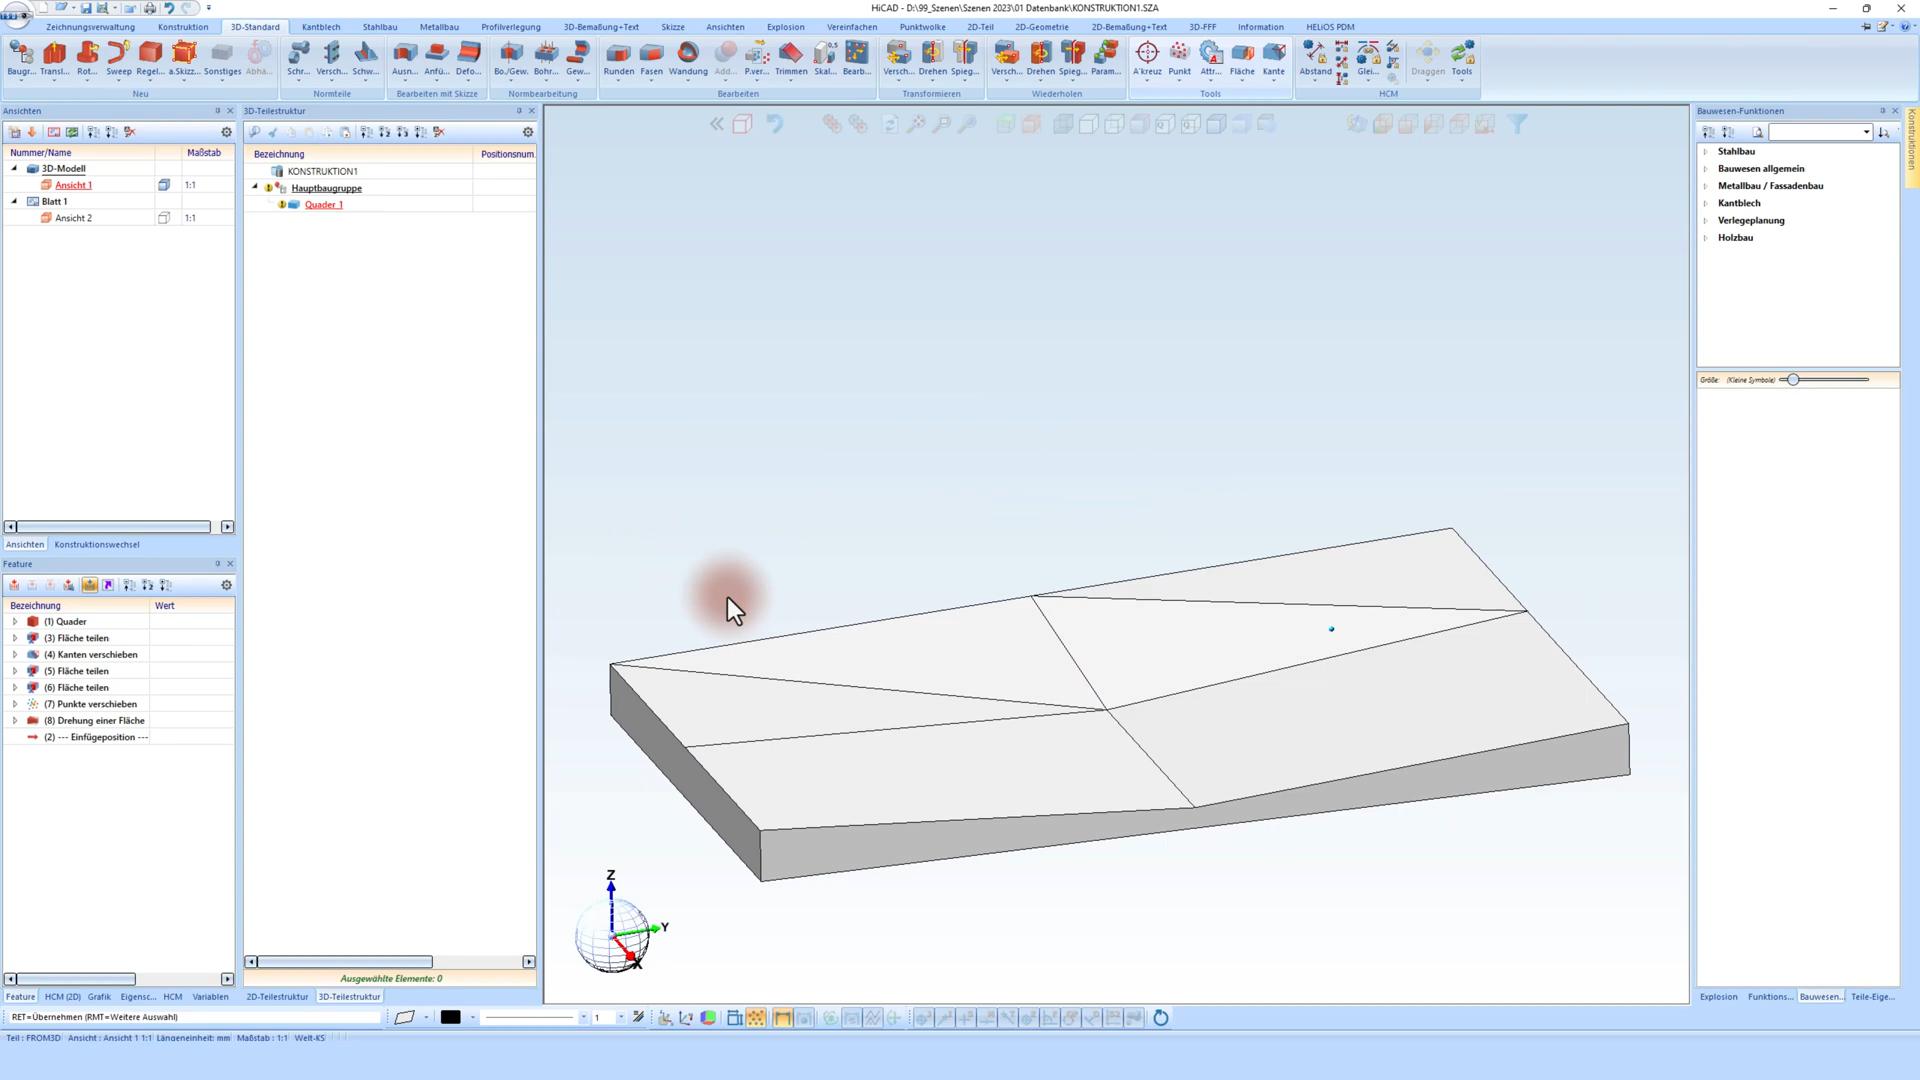 HiCAD - D:\99_Szenen\Szenen 2023\01 Datenbank\KONSTRUKTION1.SZA
Zeichnungsverwaltung Konstruktion 3D-Standard Kantblech Stahlbau Metallbau Profilverlegung 3D-Bemaßung+Text Skizze Ansichten Explosion Vereinfachen Punktwolke 2D-Teil 2D-Geometrie 2D-Bemaßung+Text 3D-FFF Information HELiOS PDM
Baugr... Transl... Rot... Sweep Regel... a.Skizz... Sonstiges Abhä... Schr... Versch... Schw... Ausn... Anfü... Defo... Bo./Gew. Bohr... Gew... Runden Fasen Wandung Add... P.ver... Trimmen Skal... Bearb... Versch... Drehen Spieg... Versch... Drehen Spieg... Param... A'kreuz Punkt Attr... Fläche Kante Abstand Glei... Draggen Tools
Neu Normteile Bearbeiten mit Skizze Normbearbeitung Bearbeiten Transformieren Wiederholen Tools HCM
Ansichten
Nummer/Name Maßstab
3D-Modell
Ansicht 1 1:1
Blatt 1
Ansicht 2 1:1
Ansichten Konstruktionswechsel
Feature
Bezeichnung Wert
(1) Quader
(3) Fläche teilen
(4) Kanten verschieben
(5) Fläche teilen
(6) Fläche teilen
(7) Punkte verschieben
(8) Drehung einer Fläche
(2) --- Einfügeposition ---
Feature HCM (2D) Grafik Eigensc... HCM Variablen
3D-Teilestruktur
Bezeichnung Positionsnum.
KONSTRUKTION1
Hauptbaugruppe
Quader 1
Ausgewählte Elemente: 0
2D-Teilestruktur 3D-Teilestruktur
Z
Y
X
Bauwesen-Funktionen
Stahlbau
Bauwesen allgemein
Metallbau / Fassadenbau
Kantblech
Verlegeplanung
Holzbau
Größe: (Kleine Symbole)
Explosion Funktions... Bauwesen... Teile-Eige...
Konstruktionen
RET=Übernehmen (RMT=Weitere Auswahl) 1
Teil : FROM3D Ansicht : Ansicht 1 1:1 Längeneinheit: mm Maßstab : 1:1 Welt-KS